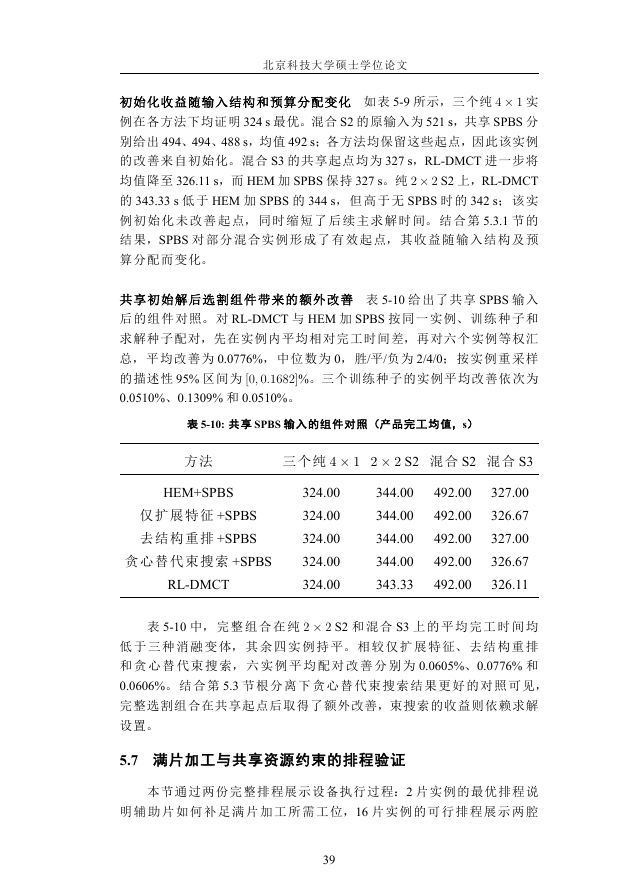 北京科技大学硕士学位论文
初始化收益随输入结构和预算分配变化 如表 5-9 所示，三个纯 4 × 1 实
例在各方法下均证明 324 s 最优。混合 S2 的原输入为 521 s，共享 SPBS 分
别给出 494、494、488 s，均值 492 s；各方法均保留这些起点，因此该实例
的改善来自初始化。混合 S3 的共享起点均为 327 s，RL-DMCT 进一步将
均值降至 326.11 s，而 HEM 加 SPBS 保持 327 s。纯 2 × 2 S2 上，RL-DMCT
的 343.33 s 低于 HEM 加 SPBS 的 344 s，但高于无 SPBS 时的 342 s；该实
例初始化未改善起点，同时缩短了后续主求解时间。结合第 5.3.1 节的
结果，SPBS 对部分混合实例形成了有效起点，其收益随输入结构及预
算分配而变化。
共享初始解后选割组件带来的额外改善 表 5-10 给出了共享 SPBS 输入
后的组件对照。对 RL-DMCT 与 HEM 加 SPBS 按同一实例、训练种子和
求解种子配对，先在实例内平均相对完工时间差，再对六个实例等权汇
总，平均改善为 0.0776%，中位数为 0，胜/平/负为 2/4/0；按实例重采样
的描述性 95% 区间为 [0, 0.1682]%。三个训练种子的实例平均改善依次为
0.0510%、0.1309% 和 0.0510%。
表 5-10: 共享 SPBS 输入的组件对照（产品完工均值，s）
方法 三个纯 4 × 1 2 × 2 S2 混合 S2 混合 S3
HEM+SPBS 324.00 344.00 492.00 327.00
仅扩展特征 +SPBS 324.00 344.00 492.00 326.67
去结构重排 +SPBS 324.00 344.00 492.00 327.00
贪心替代束搜索 +SPBS 324.00 344.00 492.00 326.67
RL-DMCT 324.00 343.33 492.00 326.11
表 5-10 中，完整组合在纯 2 × 2 S2 和混合 S3 上的平均完工时间均
低于三种消融变体，其余四实例持平。相较仅扩展特征、去结构重排
和贪心替代束搜索，六实例平均配对改善分别为 0.0605%、0.0776% 和
0.0606%。结合第 5.3 节根分离下贪心替代束搜索结果更好的对照可见，
完整选割组合在共享起点后取得了额外改善，束搜索的收益则依赖求解
设置。
5.7 满片加工与共享资源约束的排程验证
本节通过两份完整排程展示设备执行过程：2 片实例的最优排程说
明辅助片如何补足满片加工所需工位，16 片实例的可行排程展示两腔
39